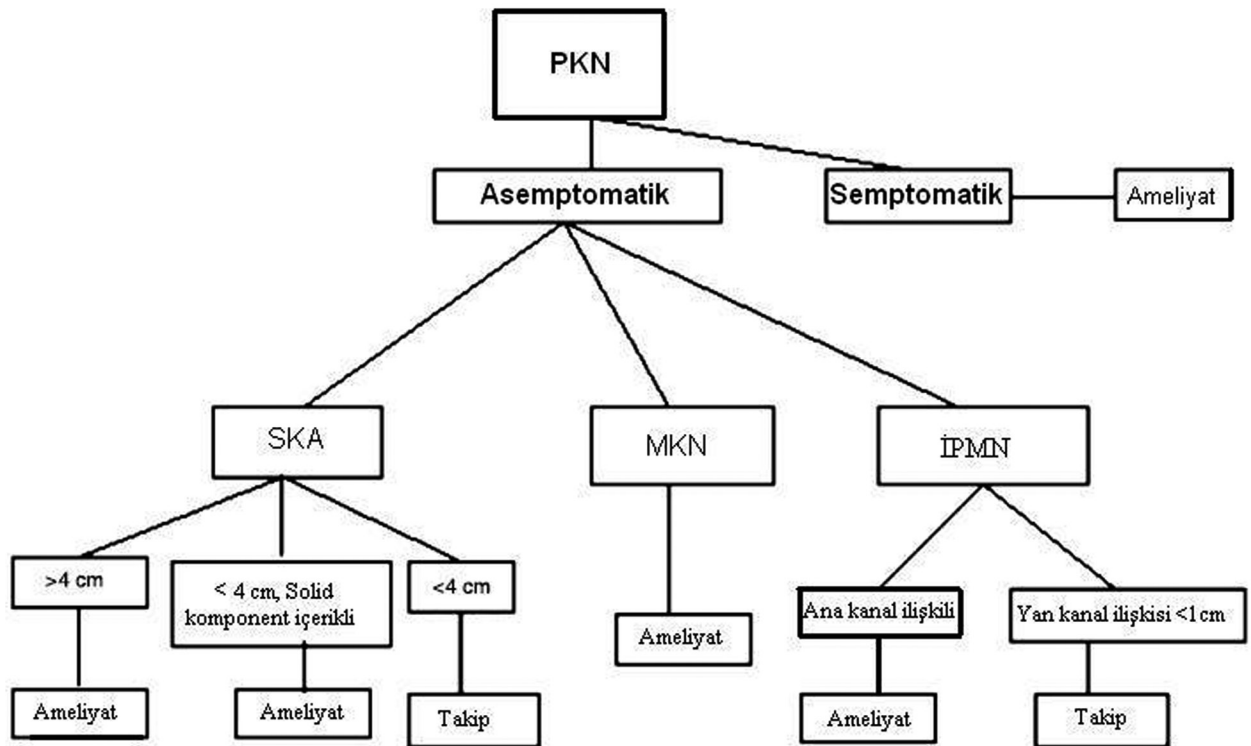 PKN
Asemptomatik
Semptomatik
Ameliyat
SKA
MKN
İPMN
>4 cm
< 4 cm, Solid
komponent içerikli
<4 cm
Ana kanal ilişkili
Yan kanal ilişkisi <1cm
Ameliyat
Ameliyat
Takip
Ameliyat
Ameliyat
Takip